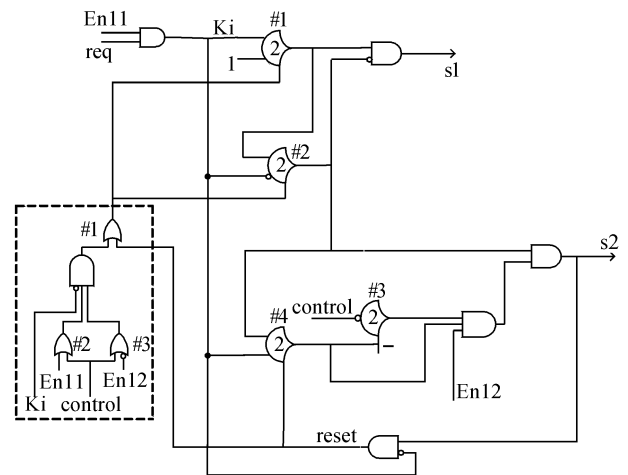 En11
req
Ki
#1
2
1
s1
#2
2
#1
#2
#3
En11
En12
Ki
control
control
#3
2
#4
2
En12
s2
reset